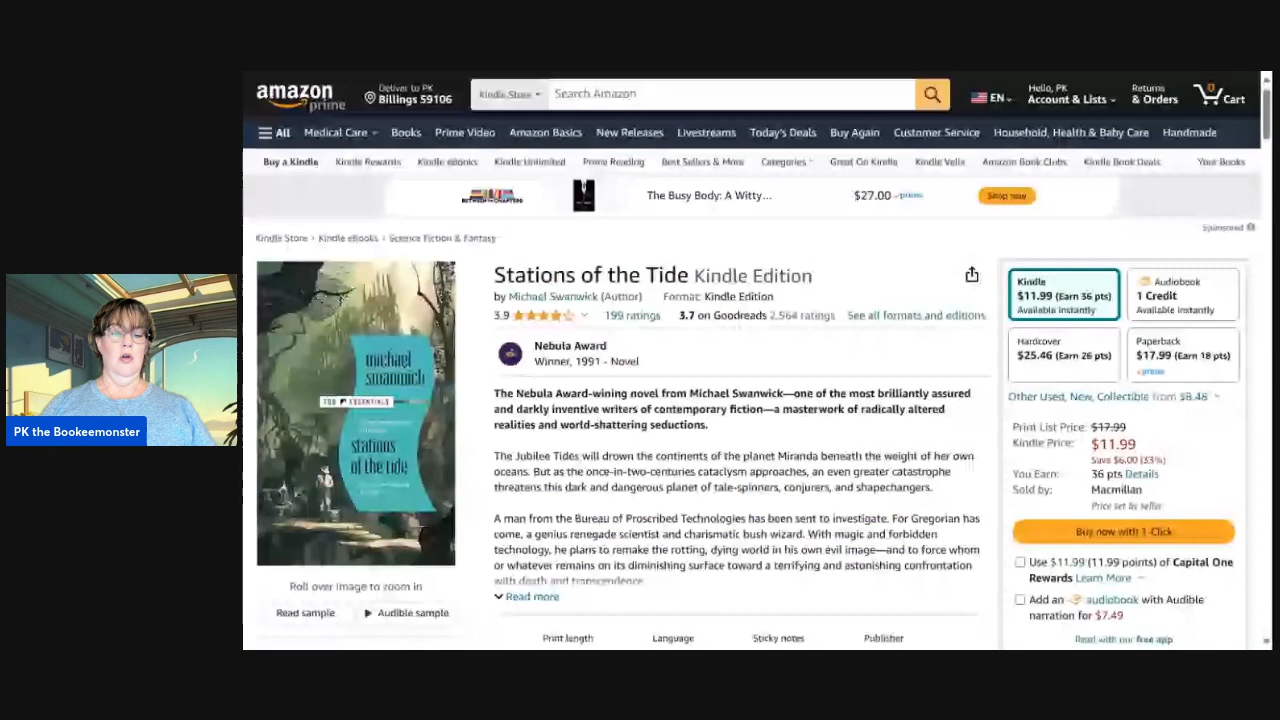 amazon
prime
Deliver to PK
Billings 59106
Kindle Store
Search Amazon
EN
Hello, PK
Account & Lists
Returns
& Orders
0
Cart
All
Medical Care
Books
Prime Video
Amazon Basics
New Releases
Livestreams
Today's Deals
Buy Again
Customer Service
Household, Health & Baby Care
Handmade
Buy a Kindle
Kindle Rewards
Kindle eBooks
Kindle Unlimited
Prime Reading
Best Sellers & More
Categories
Great On Kindle
Kindle Vella
Amazon Book Clubs
Kindle Book Deals
Your Books
BETWEEN THE CHAPTERS
The Busy Body: A Witty...
$27.00 prime
Shop now
Sponsored
Kindle Store › Kindle eBooks › Science Fiction & Fantasy
michael
swanwick
TOR ESSENTIALS
stations
of the tide
Roll over image to zoom in
Read sample
Audible sample
Stations of the Tide Kindle Edition
by Michael Swanwick (Author) Format: Kindle Edition
3.9 199 ratings 3.7 on Goodreads 2,564 ratings See all formats and editions
Nebula Award
Winner, 1991 - Novel
The Nebula Award-wining novel from Michael Swanwick—one of the most brilliantly assured
and darkly inventive writers of contemporary fiction—a masterwork of radically altered
realities and world-shattering seductions.
The Jubilee Tides will drown the continents of the planet Miranda beneath the weight of her own
oceans. But as the once-in-two-centuries cataclysm approaches, an even greater catastrophe
threatens this dark and dangerous planet of tale-spinners, conjurers, and shapechangers.
A man from the Bureau of Proscribed Technologies has been sent to investigate. For Gregorian has
come, a genius renegade scientist and charismatic bush wizard. With magic and forbidden
technology, he plans to remake the rotting, dying world in his own evil image—and to force whom
or whatever remains on its diminishing surface toward a terrifying and astonishing confrontation
with death and transcendence.
Read more
Print length
Language
Sticky notes
Publisher
Kindle
$11.99 (Earn 36 pts)
Available instantly
Audiobook
1 Credit
Available instantly
Hardcover
$25.46 (Earn 26 pts)
Paperback
$17.99 (Earn 18 pts)
prime
Other Used, New, Collectible from $8.48
Print List Price: $17.99
Kindle Price: $11.99
Save $6.00 (33%)
You Earn: 36 pts Details
Sold by: Macmillan
Price set by seller.
Buy now with 1-Click
Use $11.99 (11.99 points) of Capital One
Rewards Learn More
Add an audiobook with Audible
narration for $7.49
Read with our free app
PK the Bookeemonster